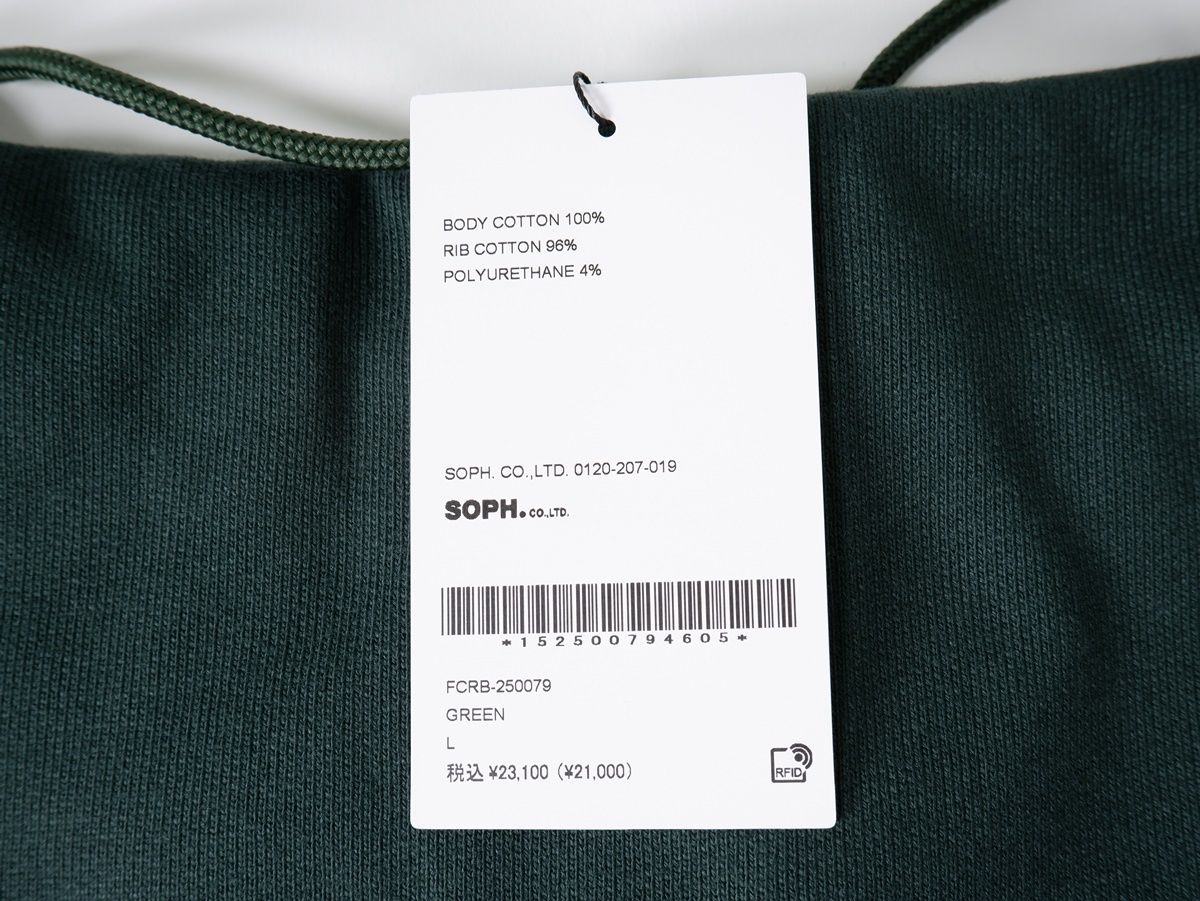 BODY COTTON 100%
RIB COTTON 96%
POLYURETHANE 4%
SOPH. CO.,LTD. 0120-207-019
SOPH. CO.,LTD.
*152500794605*
FCRB-250079
GREEN
L
税込 ¥23,100 (¥21,000)
RFID